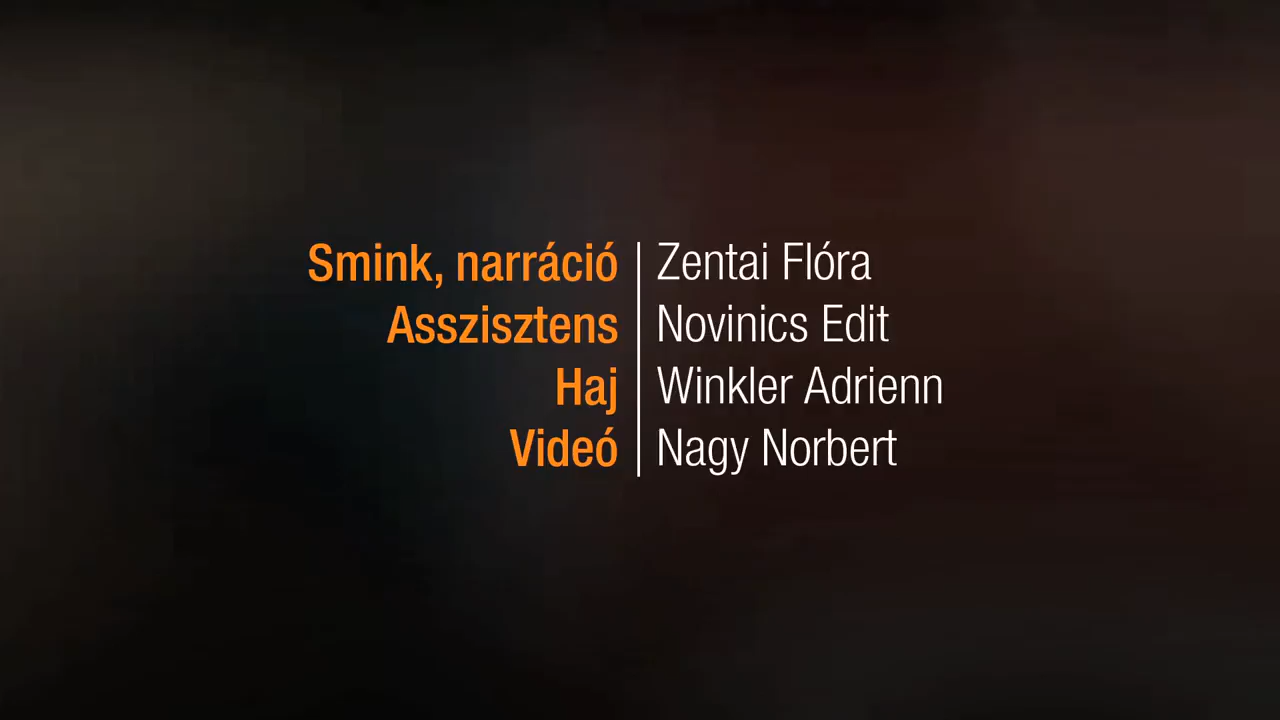 Smink, narráció Zentai Flóra
Asszisztens Novinics Edit
Haj Winkler Adrienn
Videó Nagy Norbert